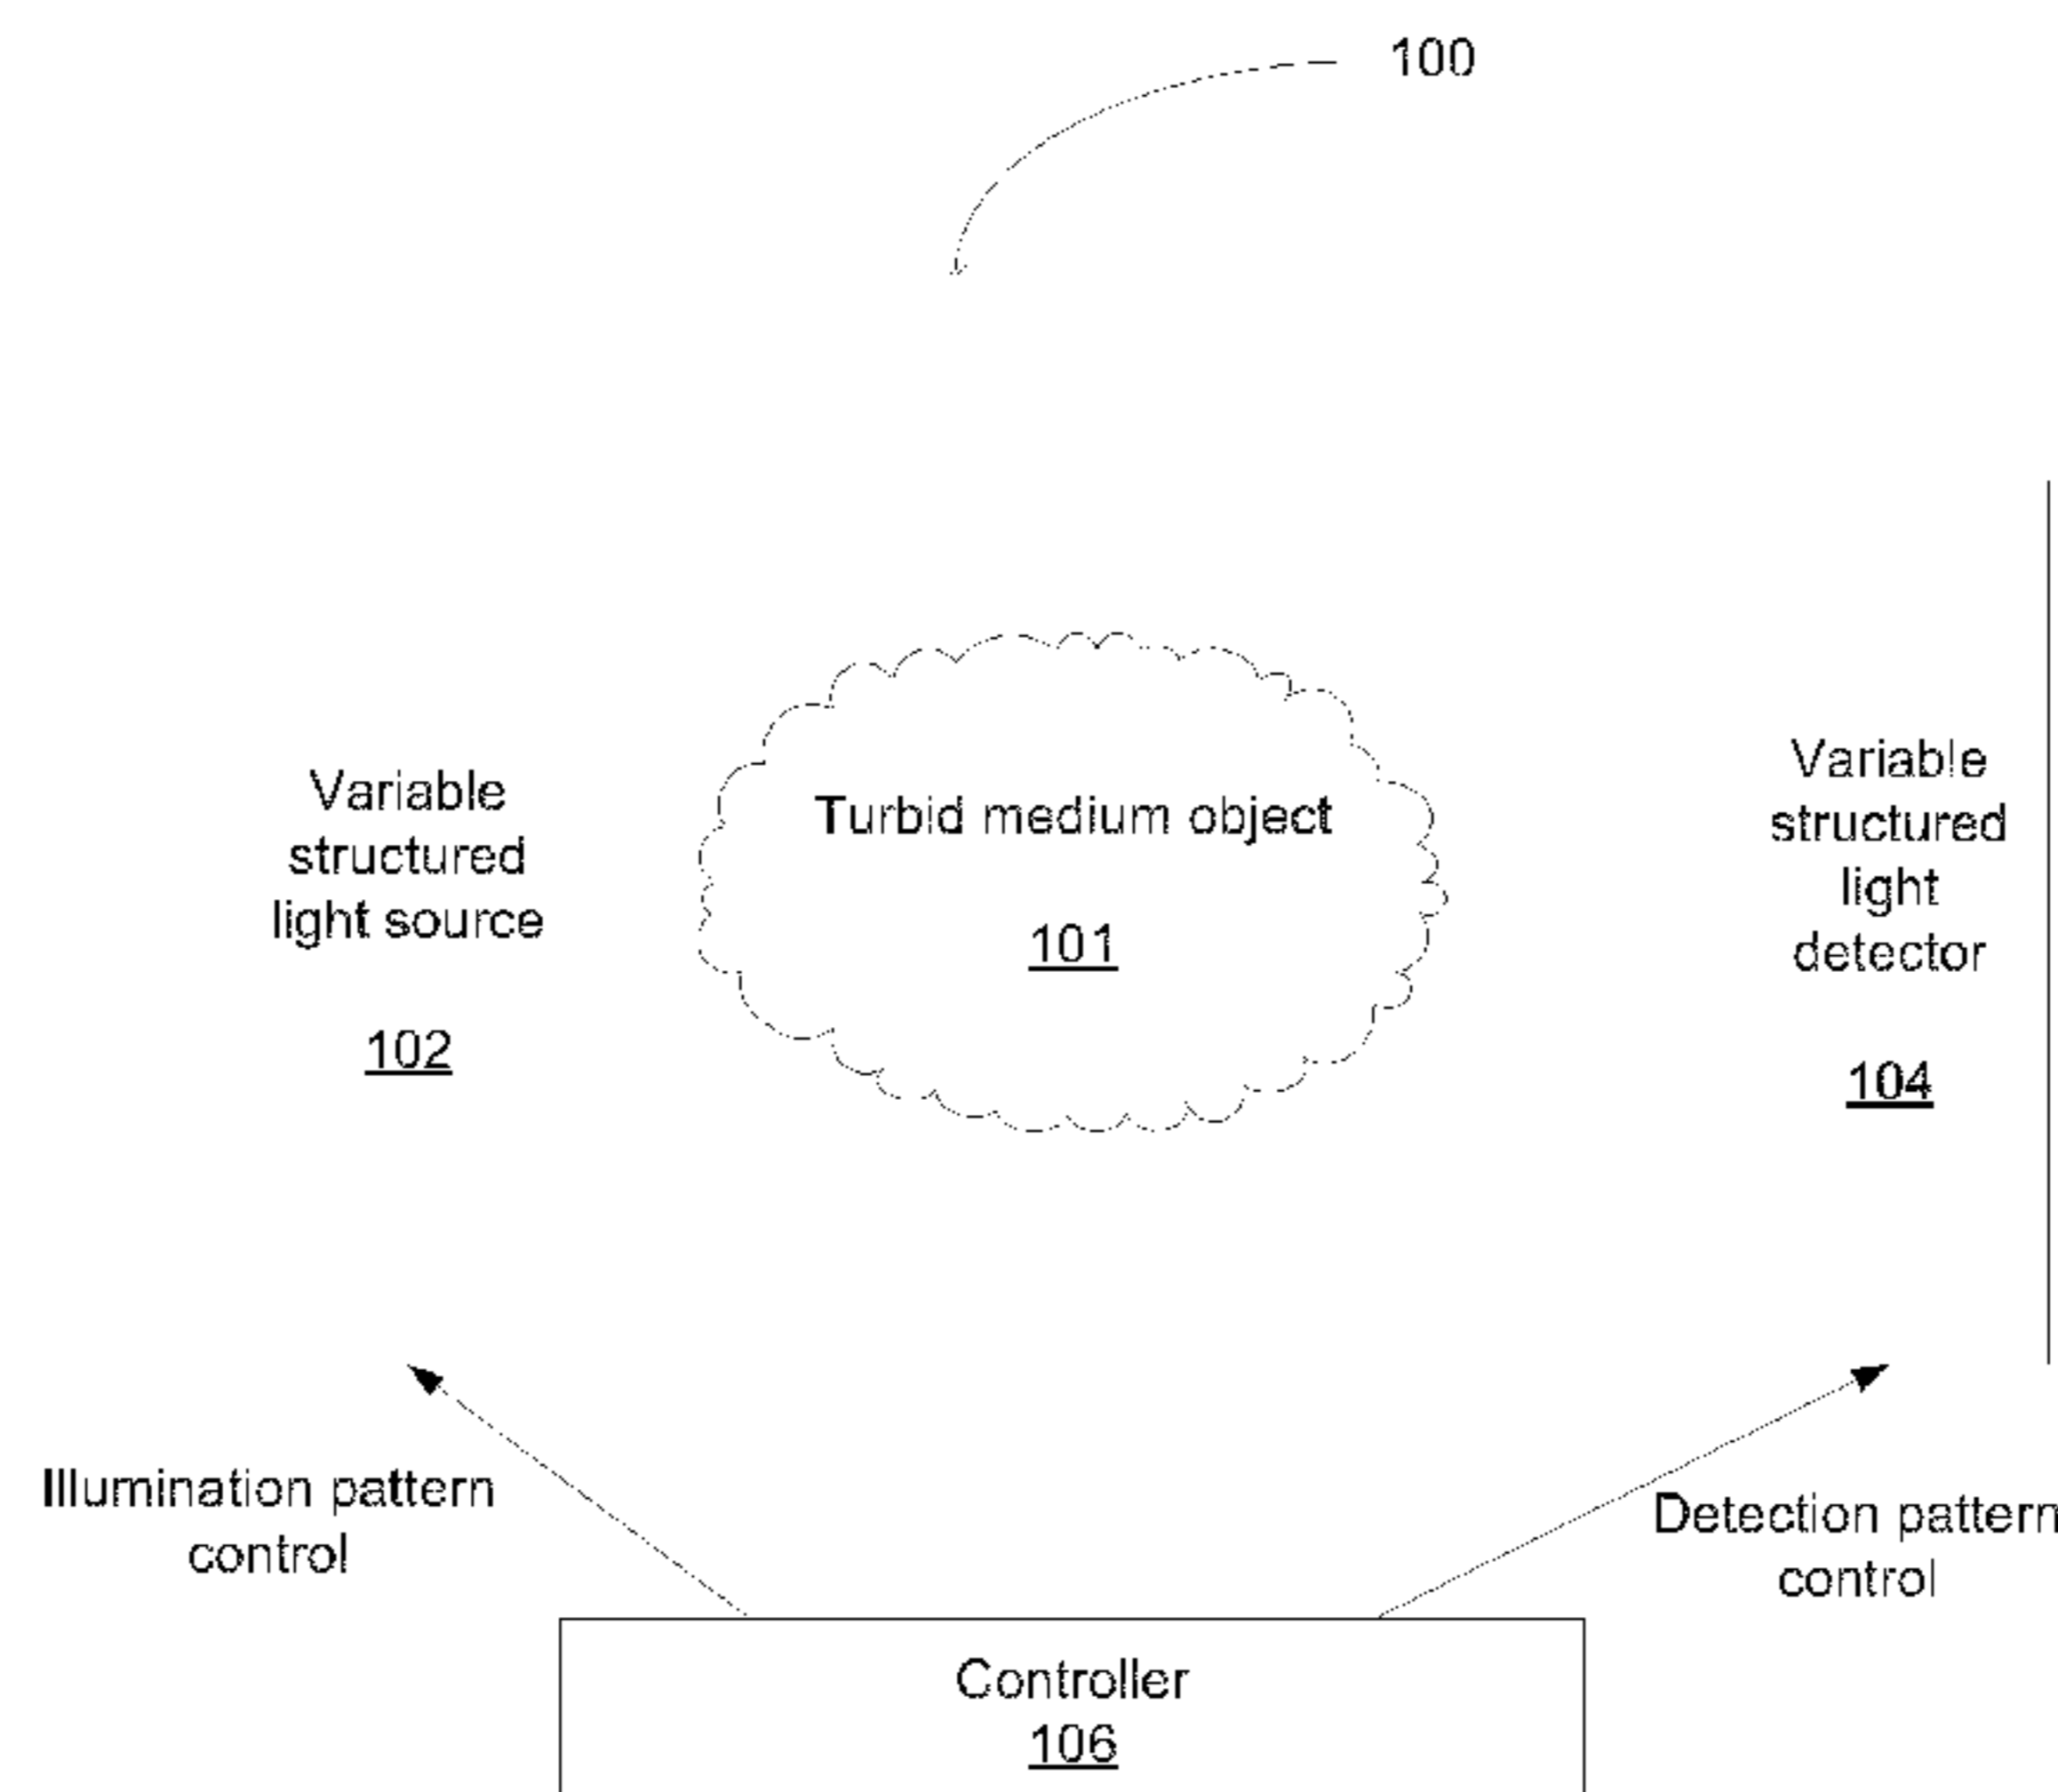 100
Variable
structured
light source
102
Turbid medium object
101
Variable
structured
light
detector
104
Illumination pattern
control
Detection pattern
control
Controller
106